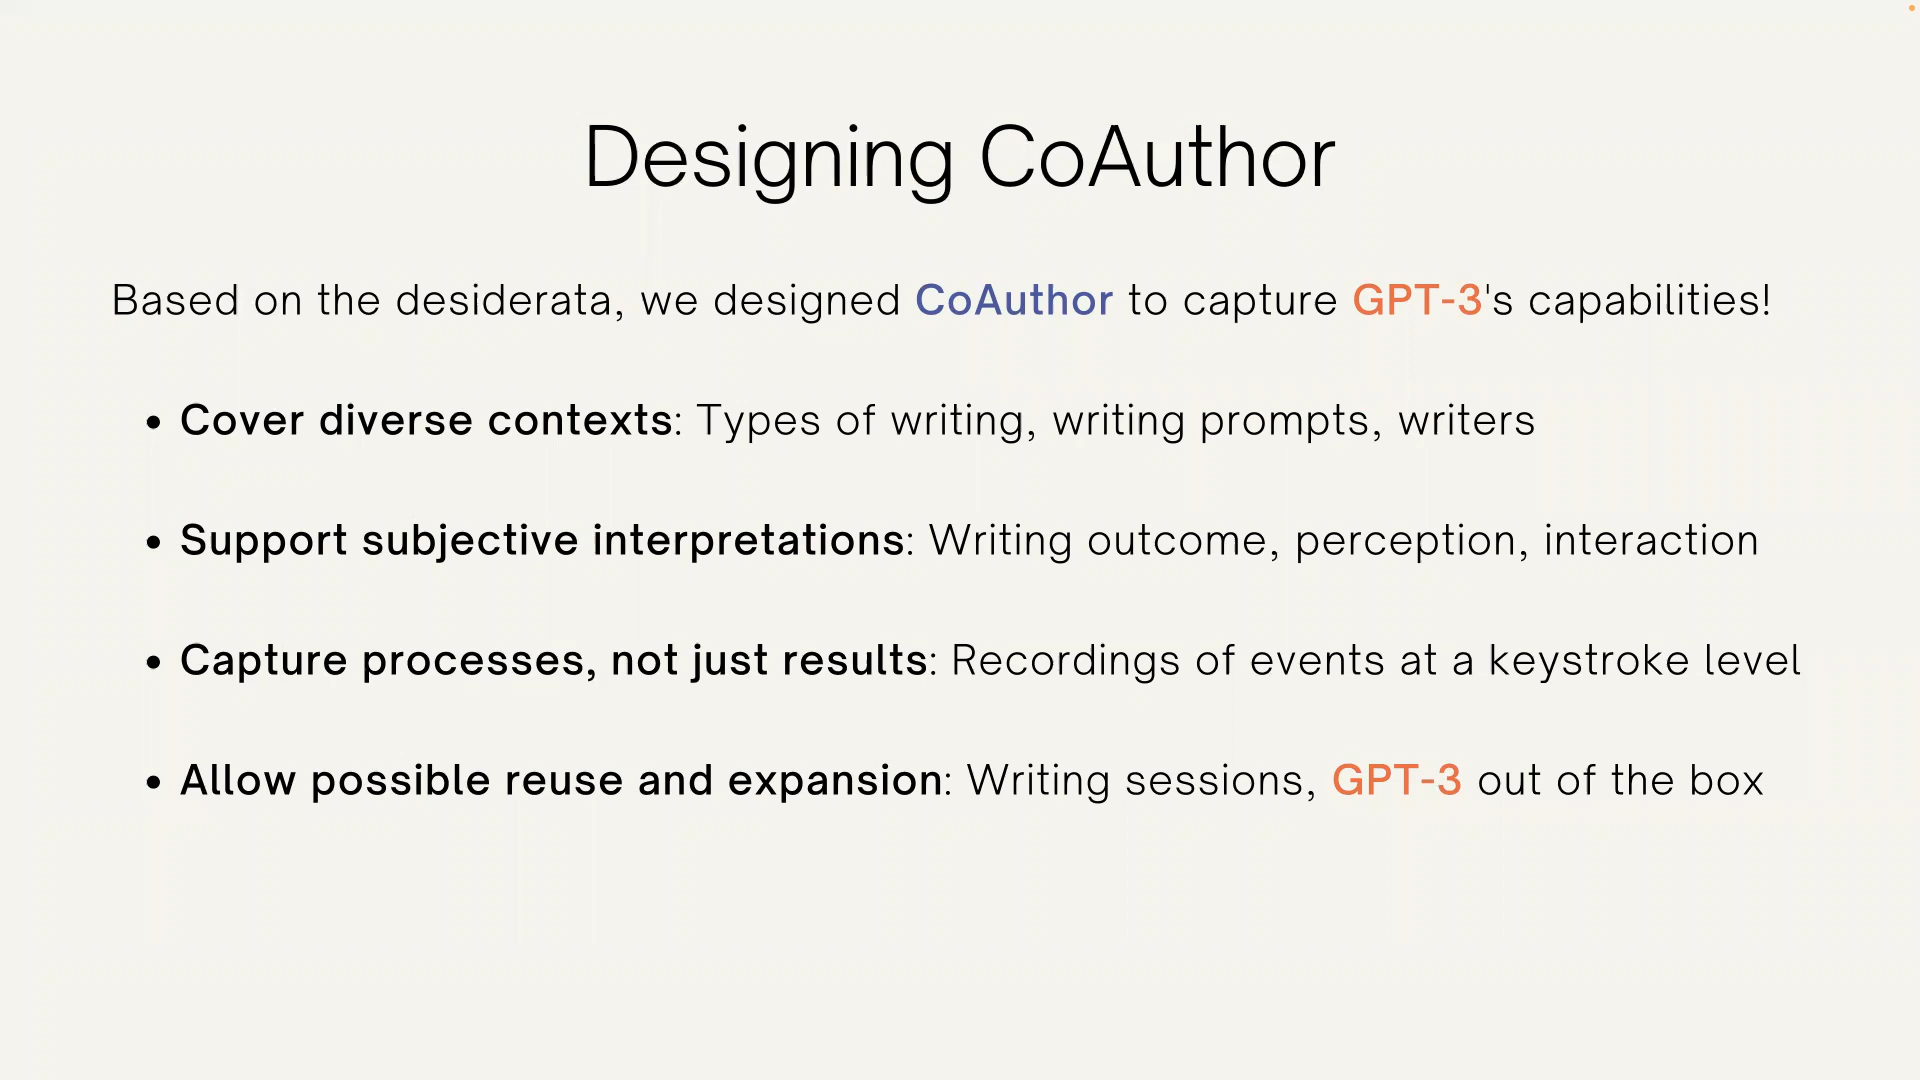 Designing CoAuthor
Based on the desiderata, we designed CoAuthor to capture GPT-3's capabilities!
• Cover diverse contexts: Types of writing, writing prompts, writers
• Support subjective interpretations: Writing outcome, perception, interaction
• Capture processes, not just results: Recordings of events at a keystroke level
• Allow possible reuse and expansion: Writing sessions, GPT-3 out of the box